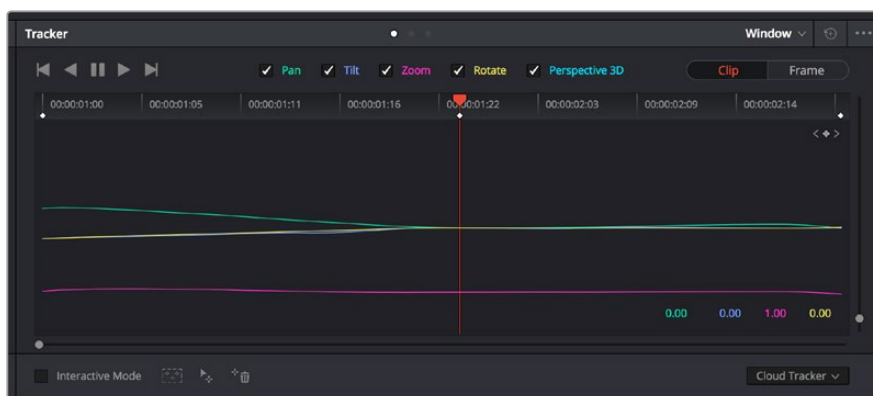 Tracker
Window
Pan Tilt Zoom Rotate Perspective 3D Clip Frame
00:00:01:00 00:00:01:05 00:00:01:11 00:00:01:16 00:00:01:22 00:00:02:03 00:00:02:09 00:00:02:14
0.00 0.00 1.00 0.00
Interactive Mode
Cloud Tracker